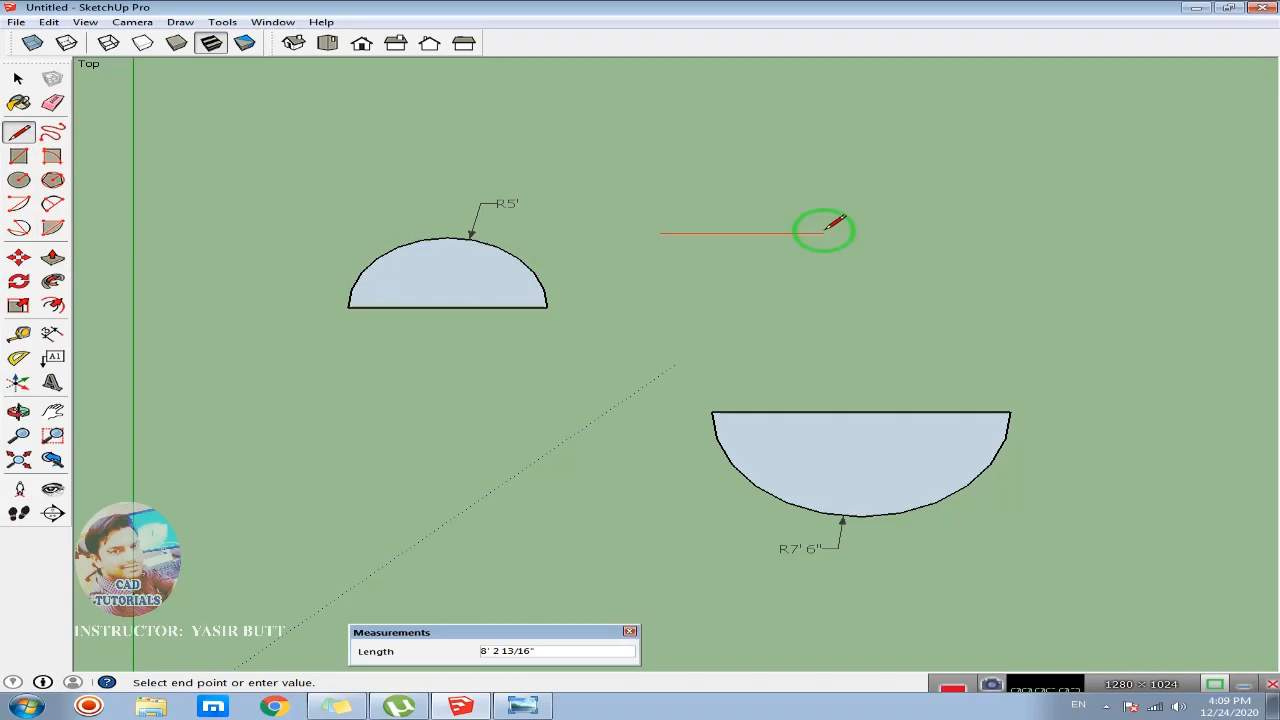 Untitled - SketchUp Pro
File Edit View Camera Draw Tools Window Help
Top
R5'
A1
R7' 6"
CAD
TUTORIALS
INSTRUCTOR: YASIR BUTT
Measurements
Length 8' 2 13/16"
Select end point or enter value.
1280 × 1024
EN
4:09 PM
12/24/2020